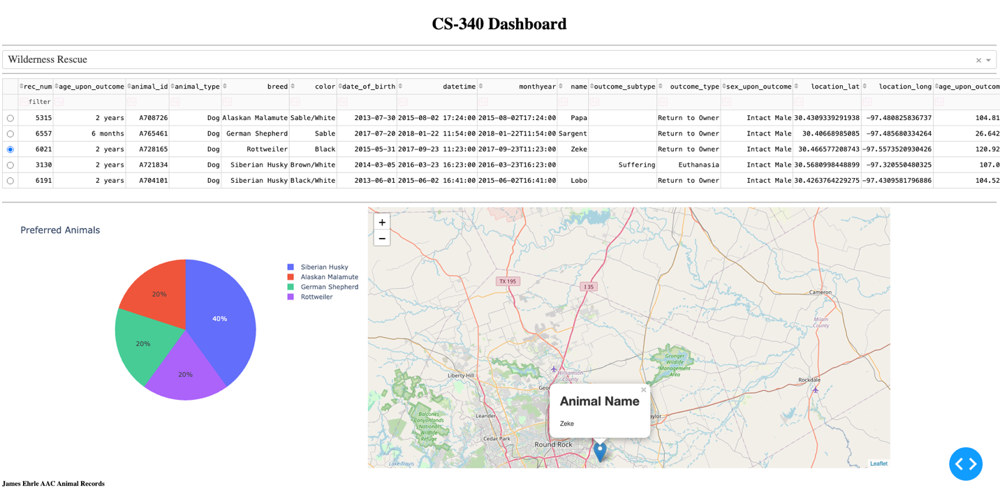 CS-340 Dashboard
Wilderness Rescue × 
rec_num age_upon_outcome animal_id animal_type breed color date_of_birth datetime monthyear name outcome_subtype outcome_type sex_upon_outcome location_lat location_long age_upon_outcom
filter
5315 2 years A708726 Dog Alaskan Malamute Sable/White 2013-07-30 2015-08-02 17:24:00 2015-08-02T17:24:00 Papa Return to Owner Intact Male 30.4309339291938 -97.480825836737 104.81
6557 6 months A765461 Dog German Shepherd Sable 2017-07-20 2018-01-22 11:54:00 2018-01-22T11:54:00 Sargent Return to Owner Intact Male 30.40668985085 -97.485680334264 26.642
6021 2 years A728165 Dog Rottweiler Black 2015-05-31 2017-09-23 11:23:00 2017-09-23T11:23:00 Zeke Return to Owner Intact Male 30.466577208743 -97.5573520930426 120.92
3130 2 years A721834 Dog Siberian Husky Brown/White 2014-03-05 2016-03-23 16:23:00 2016-03-23T16:23:00 Suffering Euthanasia Intact Male 30.5680998448899 -97.320550480325 107.0
6191 2 years A704101 Dog Siberian Husky Black/White 2013-06-01 2015-06-02 16:41:00 2015-06-02T16:41:00 Lobo Return to Owner Intact Male 30.4263764229275 -97.4309581796886 104.52
Preferred Animals
Siberian Husky
Alaskan Malamute
German Shepherd
Rottweiler
20%
40%
20%
20%
+
−
TX 195
I 35
Cameron
Milam
County
Granger
Wildlife
Management
Area
Williamson
County
Liberty Hill
Rockdale
Geor
Leander
aylor
Balcones
Canyonlands
National
Wildlife
Refuge
Cedar Park
Round Rock
Lake Travis
×
Animal Name
Zeke
Leaflet
James Ehrle AAC Animal Records